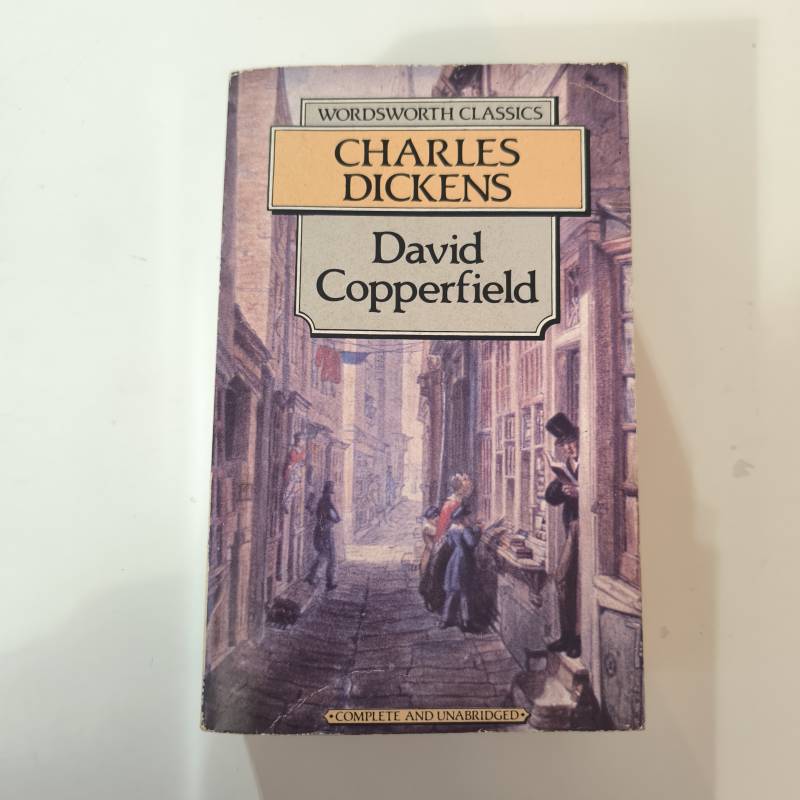 WORDSWORTH CLASSICS
CHARLES
DICKENS
David
Copperfield
•COMPLETE AND UNABRIDGED•